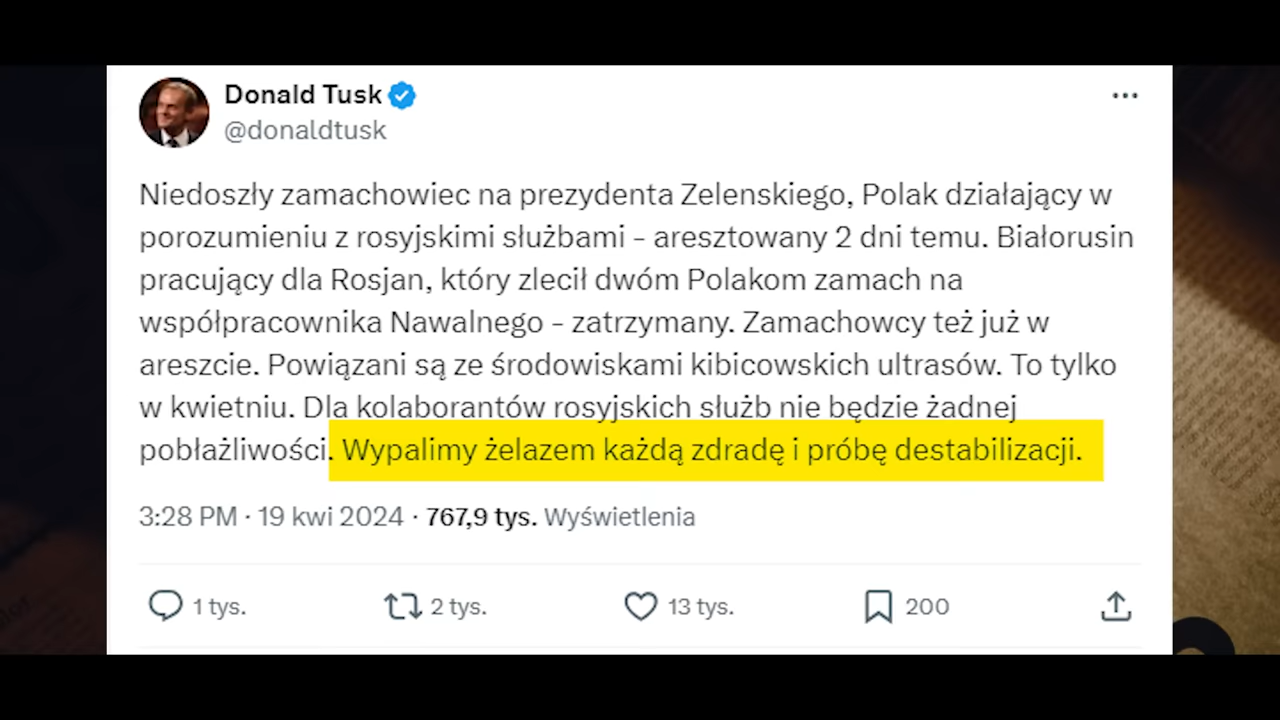 Donald Tusk
@donaldtusk
Niedoszły zamachowiec na prezydenta Zelenskiego, Polak działający w
porozumieniu z rosyjskimi służbami – aresztowany 2 dni temu. Białorusin
pracujący dla Rosjan, który zlecił dwóm Polakom zamach na
współpracownika Nawalnego – zatrzymany. Zamachowcy też już w
areszcie. Powiązani są ze środowiskami kibicowskich ultrasów. To tylko
w kwietniu. Dla kolaborantów rosyjskich służb nie będzie żadnej
pobłażliwości. Wypalimy żelazem każdą zdradę i próbę destabilizacji.
3:28 PM · 19 kwi 2024 · 767,9 tys. Wyświetlenia
1 tys. 2 tys. 13 tys. 200